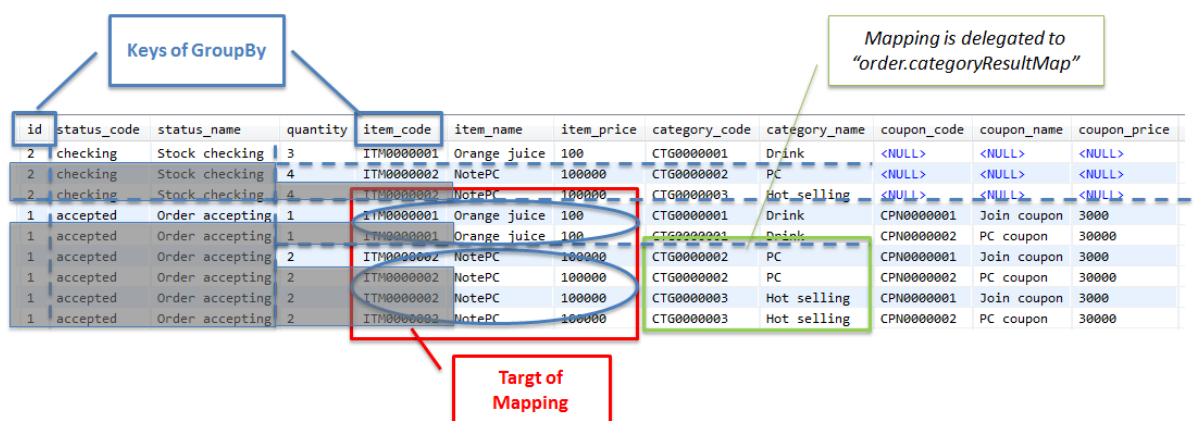 Keys of GroupBy
Mapping is delegated to
“order.categoryResultMap”
id status_code status_name quantity item_code item_name item_price category_code category_name coupon_code coupon_name coupon_price
2 checking Stock checking 3 ITM0000001 Orange juice 100 CTG0000001 Drink <NULL> <NULL> <NULL>
2 checking Stock checking 4 ITM0000002 NotePC 100000 CTG0000002 PC <NULL> <NULL> <NULL>
2 checking Stock checking 4 ITM0000002 NotePC 100000 CTG0000003 Hot selling <NULL> <NULL> <NULL>
1 accepted Order accepting 1 ITM0000001 Orange juice 100 CTG0000001 Drink CPN0000001 Join coupon 3000
1 accepted Order accepting 1 ITM0000001 Orange juice 100 CTG0000001 Drink CPN0000002 PC coupon 30000
1 accepted Order accepting 2 ITM0000002 NotePC 100000 CTG0000002 PC CPN0000001 Join coupon 3000
1 accepted Order accepting 2 ITM0000002 NotePC 100000 CTG0000002 PC CPN0000002 PC coupon 30000
1 accepted Order accepting 2 ITM0000002 NotePC 100000 CTG0000003 Hot selling CPN0000001 Join coupon 3000
1 accepted Order accepting 2 ITM0000002 NotePC 100000 CTG0000003 Hot selling CPN0000002 PC coupon 30000
Targt of
Mapping